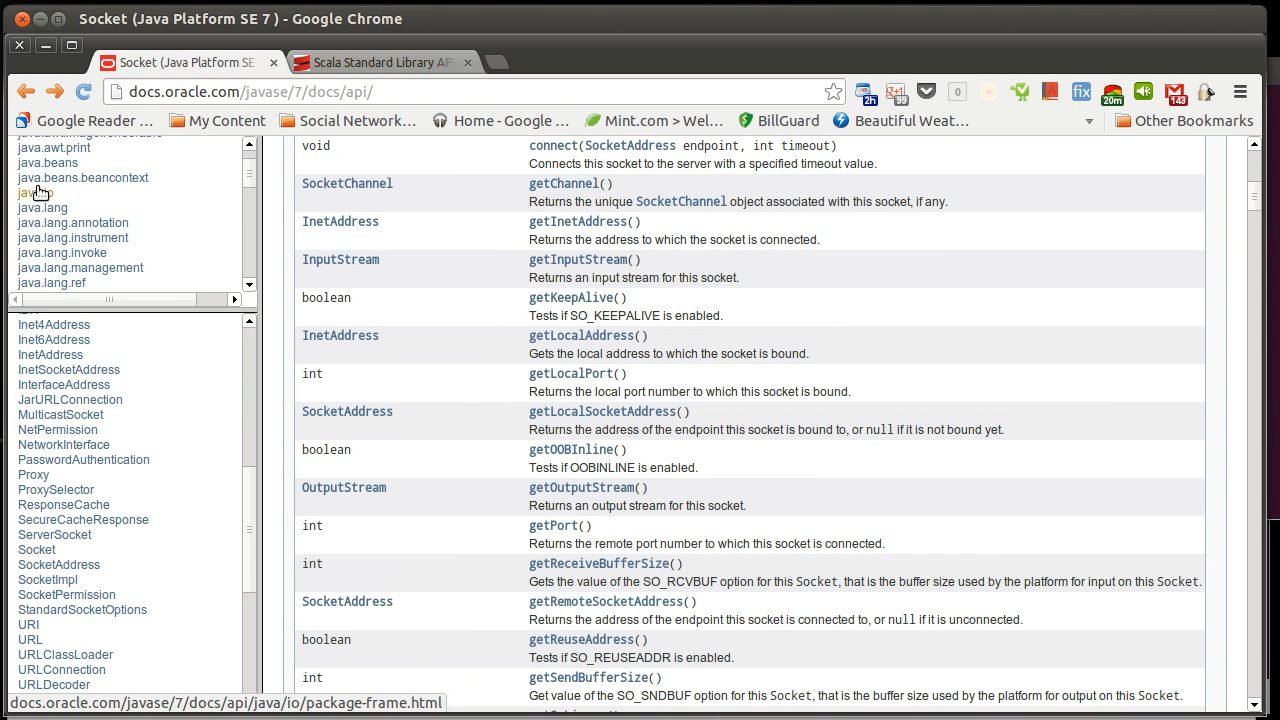 Socket (Java Platform SE 7 ) - Google Chrome
Socket (Java Platform SE
Scala Standard Library AP
docs.oracle.com/javase/7/docs/api/
0
2h
99
fix
20m
143
Google Reader ...
My Content
Social Network...
Home - Google ...
Mint.com > Wel...
BillGuard
Beautiful Weat...
Other Bookmarks
java.awt.image.renderable
java.awt.print
java.beans
java.beans.beancontext
java.io
java.lang
java.lang.annotation
java.lang.instrument
java.lang.invoke
java.lang.management
java.lang.ref
Inet4Address
Inet6Address
InetAddress
InetSocketAddress
InterfaceAddress
JarURLConnection
MulticastSocket
NetPermission
NetworkInterface
PasswordAuthentication
Proxy
ProxySelector
ResponseCache
SecureCacheResponse
ServerSocket
Socket
SocketAddress
SocketImpl
SocketPermission
StandardSocketOptions
URI
URL
URLClassLoader
URLConnection
URLDecoder
void connect(SocketAddress endpoint, int timeout)
Connects this socket to the server with a specified timeout value.
SocketChannel getChannel()
Returns the unique SocketChannel object associated with this socket, if any.
InetAddress getInetAddress()
Returns the address to which the socket is connected.
InputStream getInputStream()
Returns an input stream for this socket.
boolean getKeepAlive()
Tests if SO_KEEPALIVE is enabled.
InetAddress getLocalAddress()
Gets the local address to which the socket is bound.
int getLocalPort()
Returns the local port number to which this socket is bound.
SocketAddress getLocalSocketAddress()
Returns the address of the endpoint this socket is bound to, or null if it is not bound yet.
boolean getOOBInline()
Tests if OOBINLINE is enabled.
OutputStream getOutputStream()
Returns an output stream for this socket.
int getPort()
Returns the remote port number to which this socket is connected.
int getReceiveBufferSize()
Gets the value of the SO_RCVBUF option for this Socket, that is the buffer size used by the platform for input on this Socket.
SocketAddress getRemoteSocketAddress()
Returns the address of the endpoint this socket is connected to, or null if it is unconnected.
boolean getReuseAddress()
Tests if SO_REUSEADDR is enabled.
int getSendBufferSize()
Get value of the SO_SNDBUF option for this Socket, that is the buffer size used by the platform for output on this Socket.
docs.oracle.com/javase/7/docs/api/java/io/package-frame.html